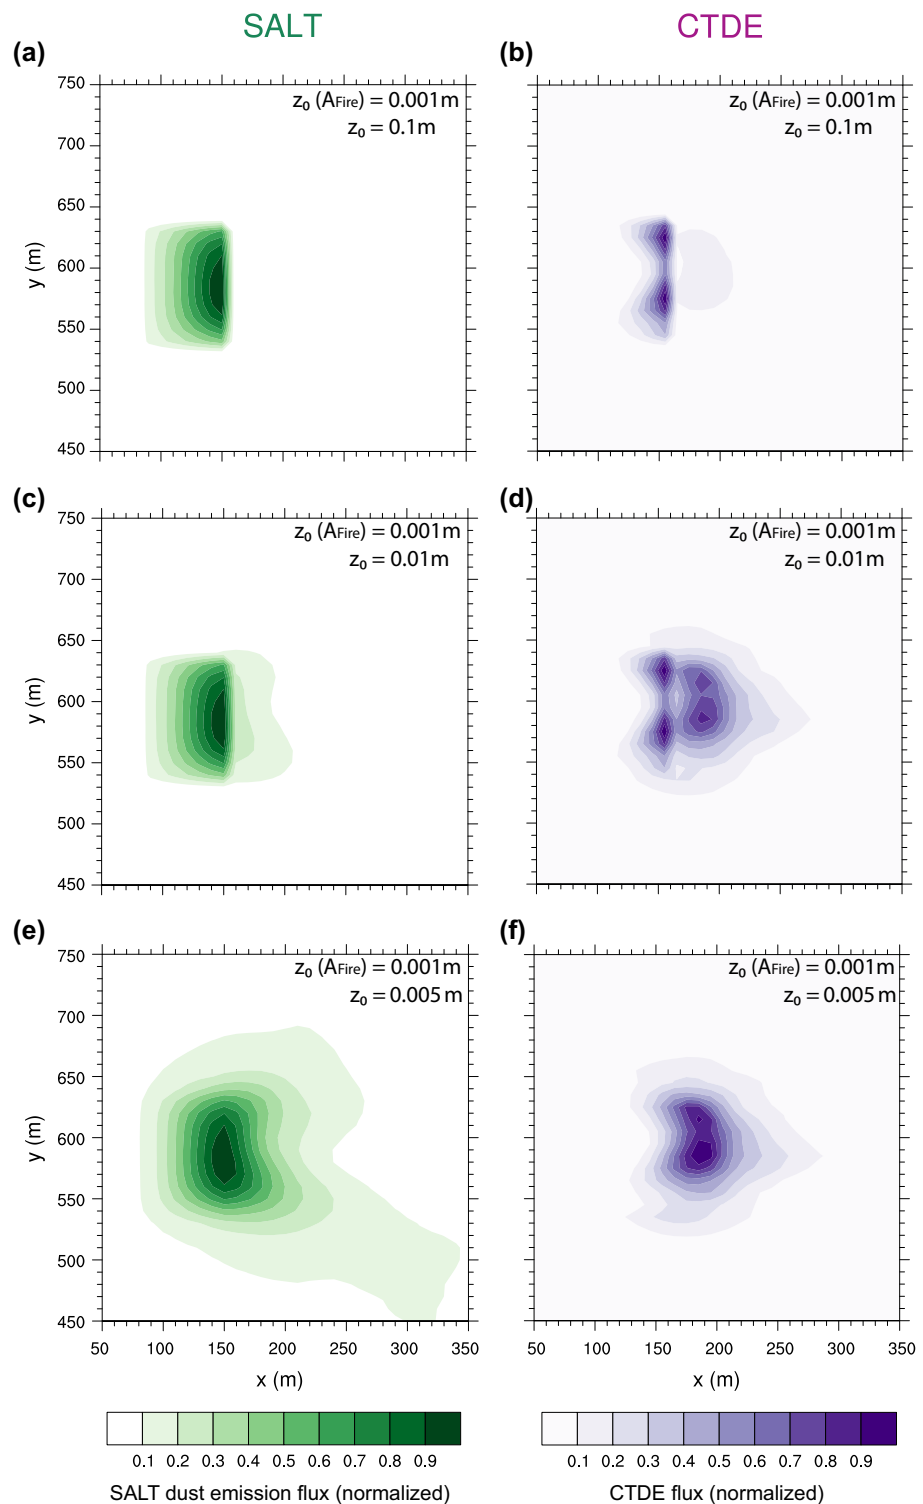 SALT
CTDE
(a)
(b)
z₀ (AFire) = 0.001m
z₀ = 0.1m
z₀ (AFire) = 0.001m
z₀ = 0.1m
750
700
650
600
550
500
450
y (m)
(c)
(d)
z₀ (AFire) = 0.001m
z₀ = 0.01m
z₀ (AFire) = 0.001m
z₀ = 0.01m
750
700
650
600
550
500
450
y (m)
(e)
(f)
z₀ (AFire) = 0.001m
z₀ = 0.005 m
z₀ (AFire) = 0.001m
z₀ = 0.005 m
750
700
650
600
550
500
450
y (m)
50 100 150 200 250 300 350
50 100 150 200 250 300 350
x (m)
x (m)
0.1 0.2 0.3 0.4 0.5 0.6 0.7 0.8 0.9
0.1 0.2 0.3 0.4 0.5 0.6 0.7 0.8 0.9
SALT dust emission flux (normalized)
CTDE flux (normalized)